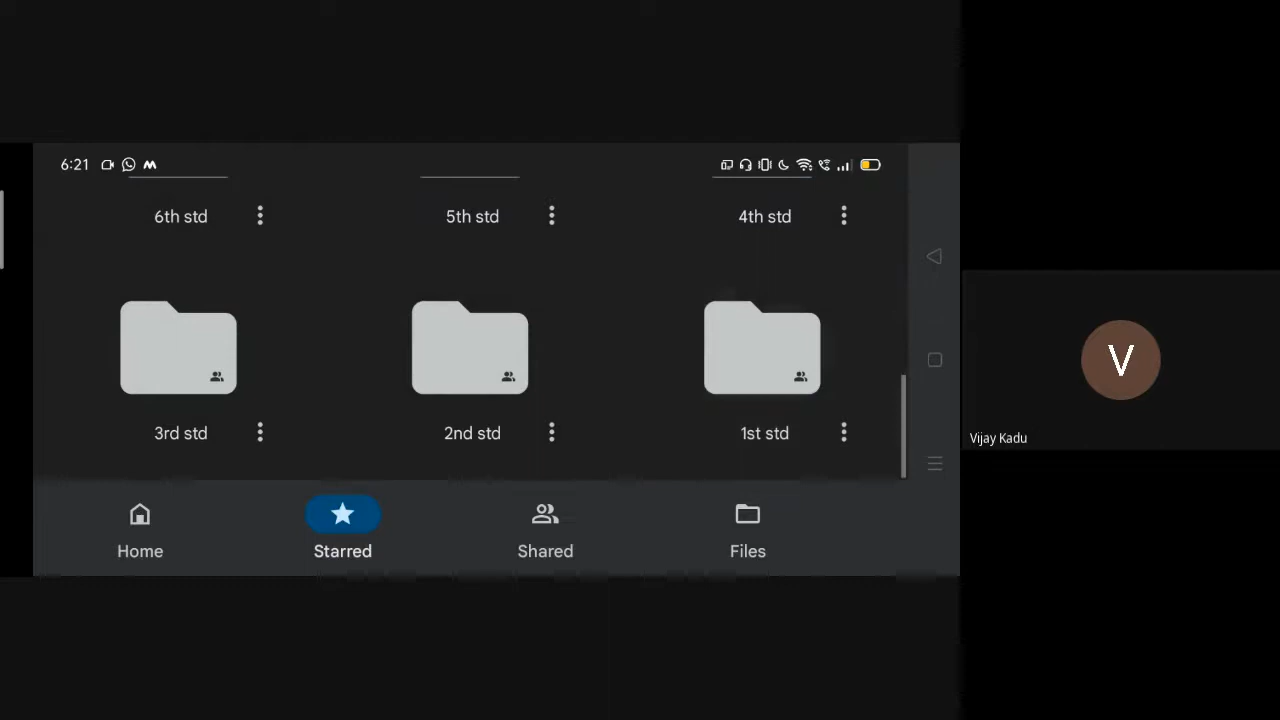 6:21
6th std
5th std
4th std
3rd std
2nd std
1st std
Home
Starred
Shared
Files
V
Vijay Kadu